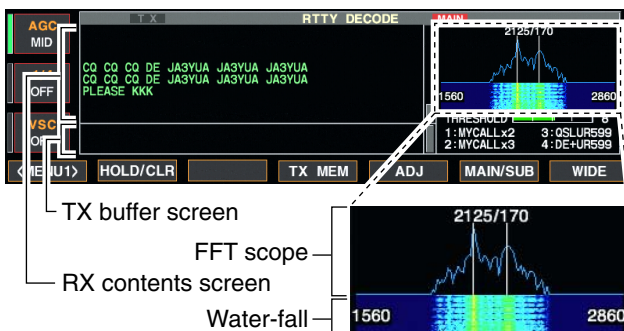 AGC
MID
TX
RTTY DECODE
MAIN
2125/170
CQ CQ CQ DE JA3YUA JA3YUA JA3YUA
CQ CQ CQ DE JA3YUA JA3YUA JA3YUA
PLEASE KKK
OFF
1560
2860
THRESHOLD
8
VSC
1:MYCALLx2
3:QSLUR599
2:MYCALLx3
4:DE+UR599
HOLD/CLR
TX MEM
ADJ
MAIN/SUB
WIDE
TX buffer screen
2125/170
FFT scope
RX contents screen
Water-fall
1560
2860